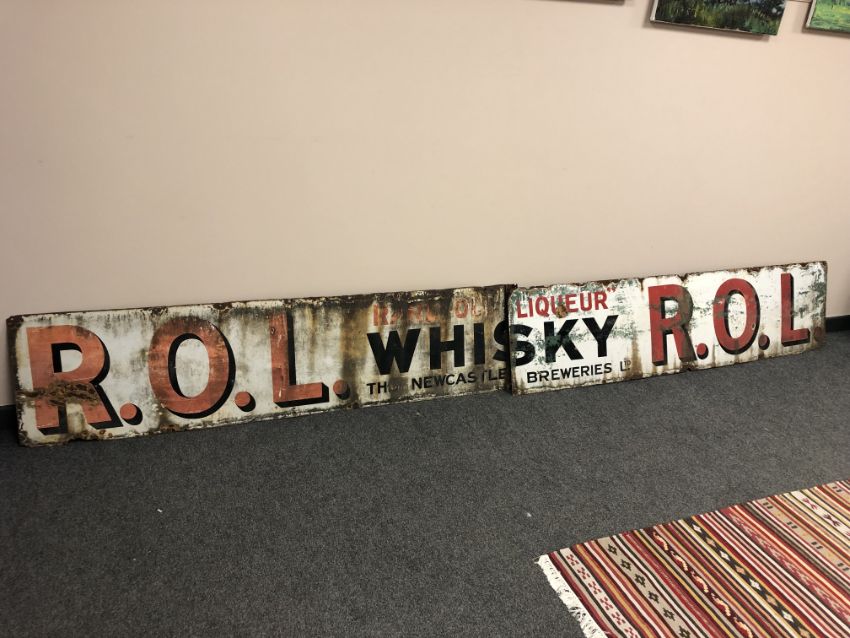 R.O.L. WHISKY R.O.L
LIQUEUR"
THE NEWCASTLE BREWERIES LD